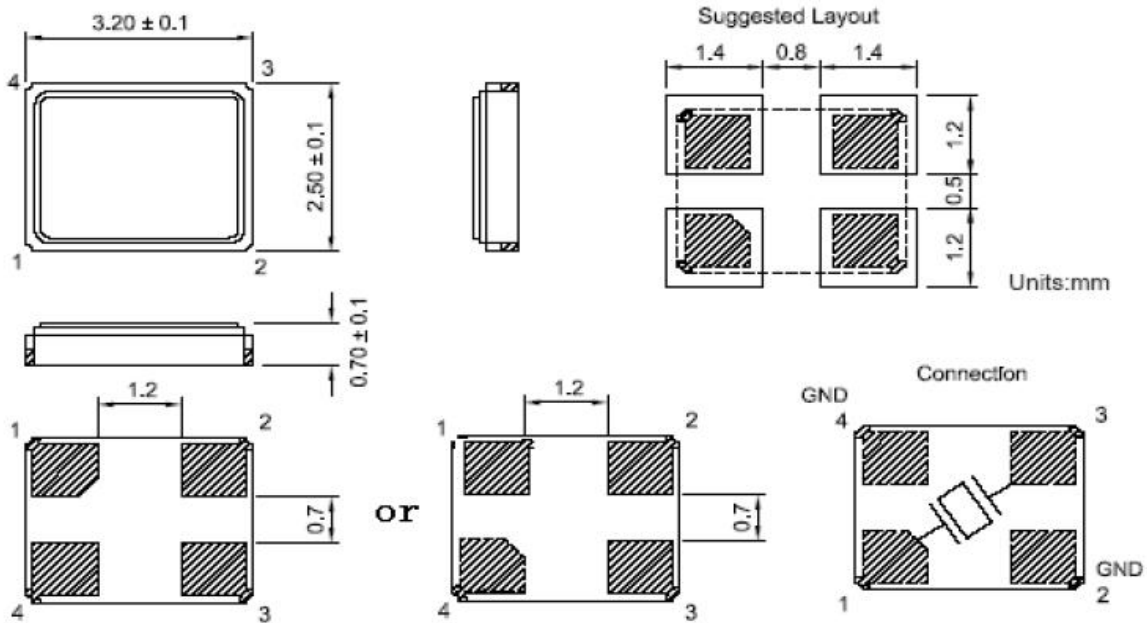 3.20 ± 0.1
4
3
2.50 ± 0.1
1
2
Suggested Layout
1.4
0.8
1.4
1.2
0.5
1.2
Units:mm
0.70 ± 0.1
1.2
1
2
0.7
4
3
or
1.2
1
2
0.7
4
3
Connection
GND
4
3
GND
1
2